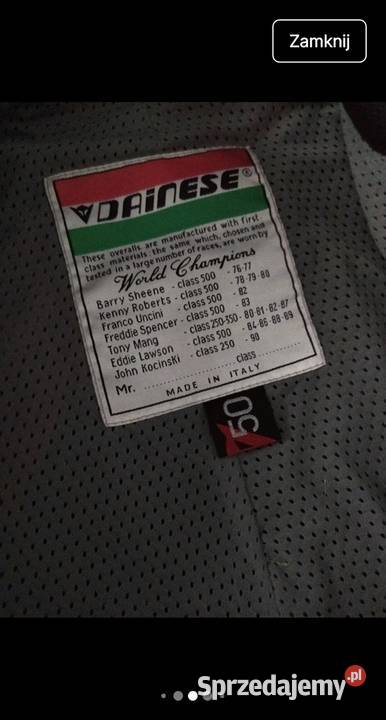 Zamknij
DAINESE®
These overalls are manufactured with first
class materials the same which, chosen and
tested in a large number of races, are worn by
World Champions
Barry Sheene - class 500 - 76-77
Kenny Roberts - class 500 - 78-79-80
Franco Uncini - class 500 - 82
Freddie Spencer - class 500 - 83
Tony Mang - class 250-350 - 80-81-82-87
Eddie Lawson - class 500 - 84-86-88-89
John Kocinski - class 250 - 90
Mr. .................... class ..........
MADE IN ITALY
50
Sprzedajemy.pl